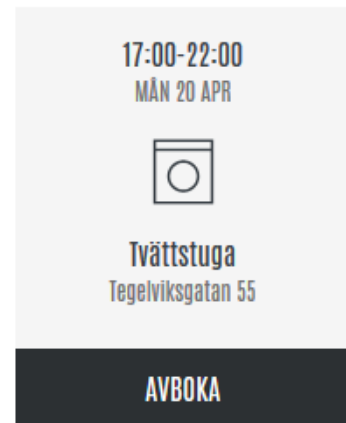 17:00-22:00
MÅN 20 APR
Tvättstuga
Tegelviksgatan 55
AVBOKA